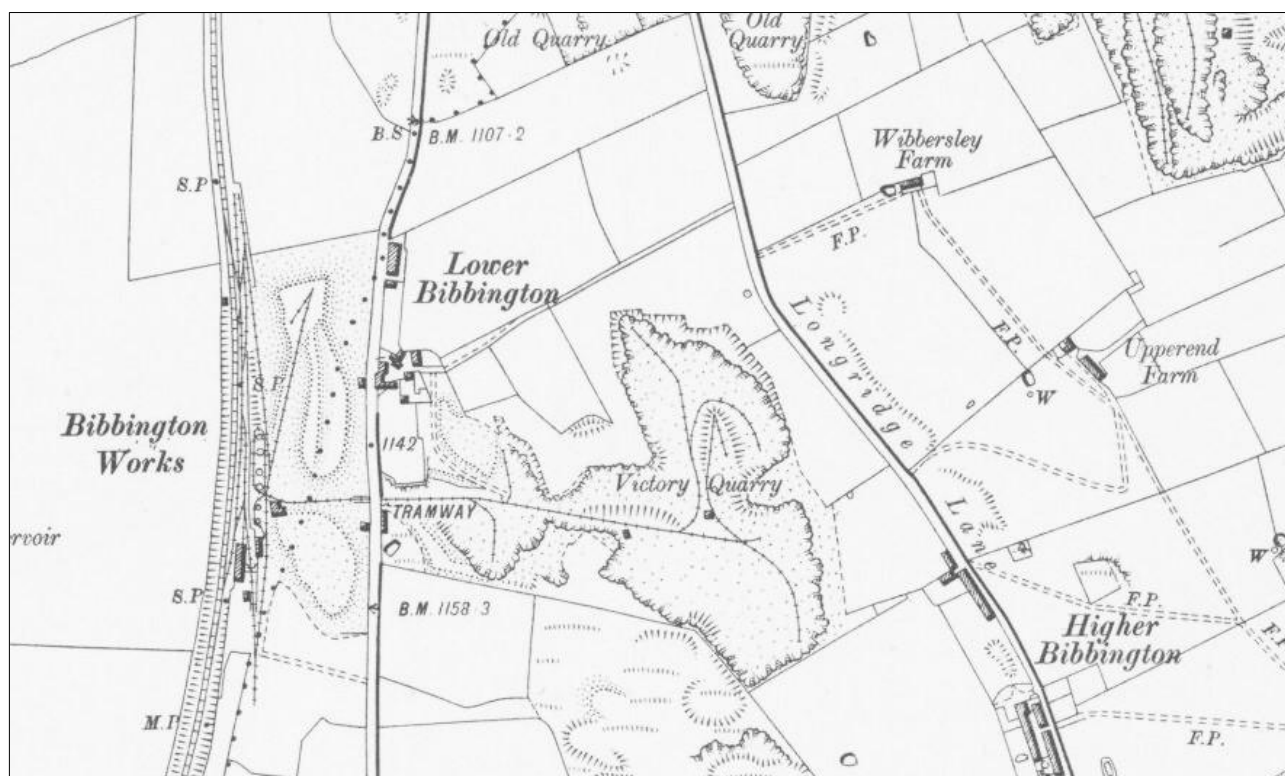 Old Quarry
Old
Quarry
B.S
B.M. 1107·2
Wibbersley
Farm
S.P
F.P.
Lower
Bibbington
Longridge Lane
F.P.
Upperend
Farm
S.P.
W
Bibbington
Works
1142
Victory Quarry
TRAMWAY
ervoir
W
S.P.
B.M. 1158·3
F.P.
Higher
Bibbington
F.P
M.P
F.P.